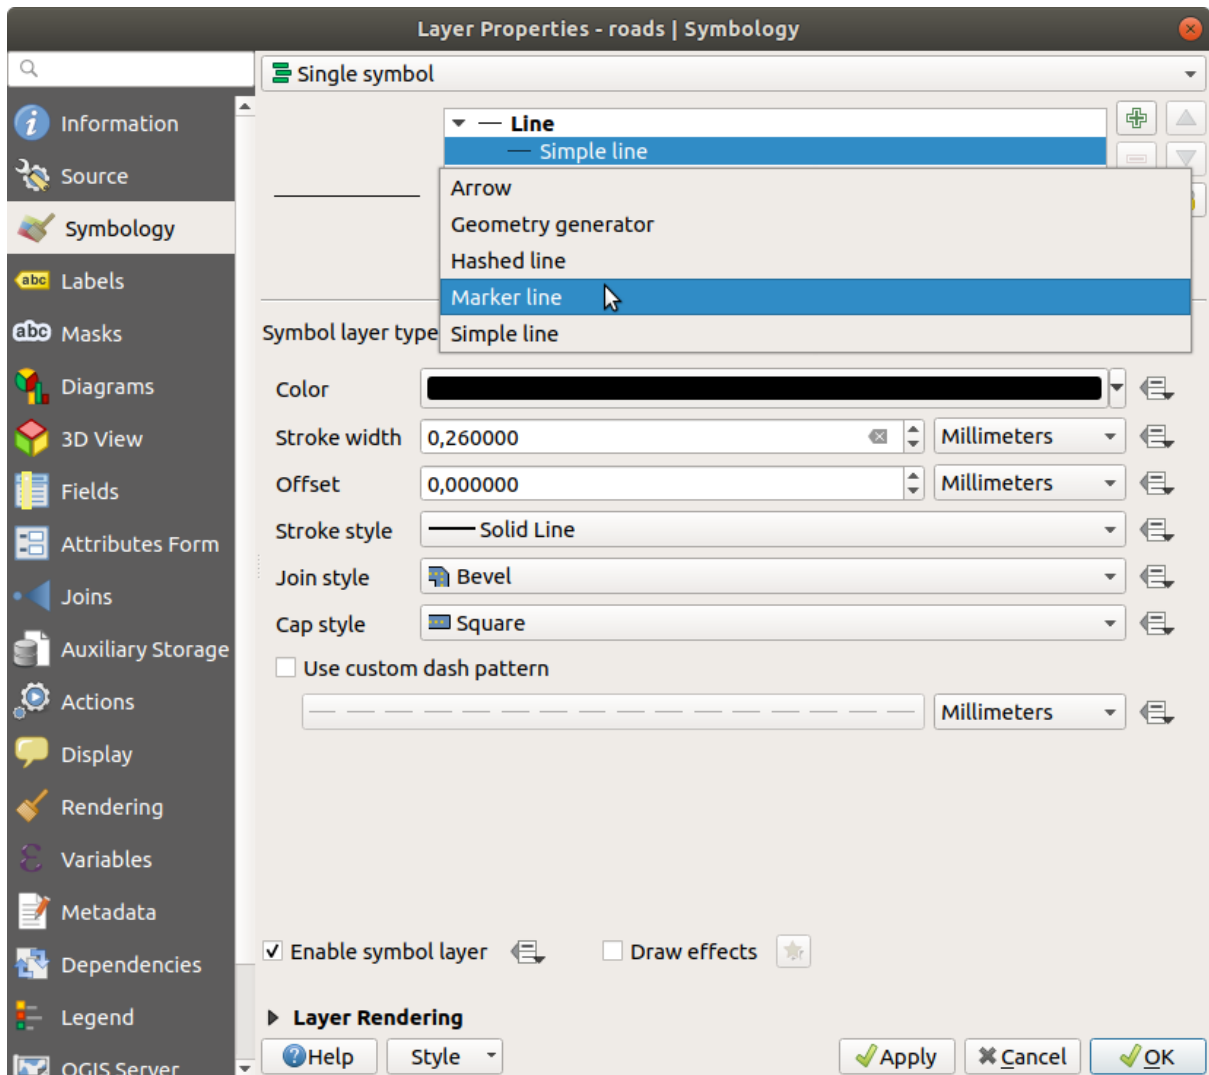 Layer Properties - roads | Symbology
Single symbol
Information
Source
Symbology
abc Labels
abc Masks
Diagrams
3D View
Fields
Attributes Form
Joins
Auxiliary Storage
Actions
Display
Rendering
Variables
Metadata
Dependencies
Legend
QGIS Server
Line
Simple line
Arrow
Geometry generator
Hashed line
Marker line
Simple line
Symbol layer type
Color
Stroke width 0,260000 Millimeters
Offset 0,000000 Millimeters
Stroke style Solid Line
Join style Bevel
Cap style Square
Use custom dash pattern
Millimeters
Enable symbol layer Draw effects
Layer Rendering
Help Style Apply Cancel OK